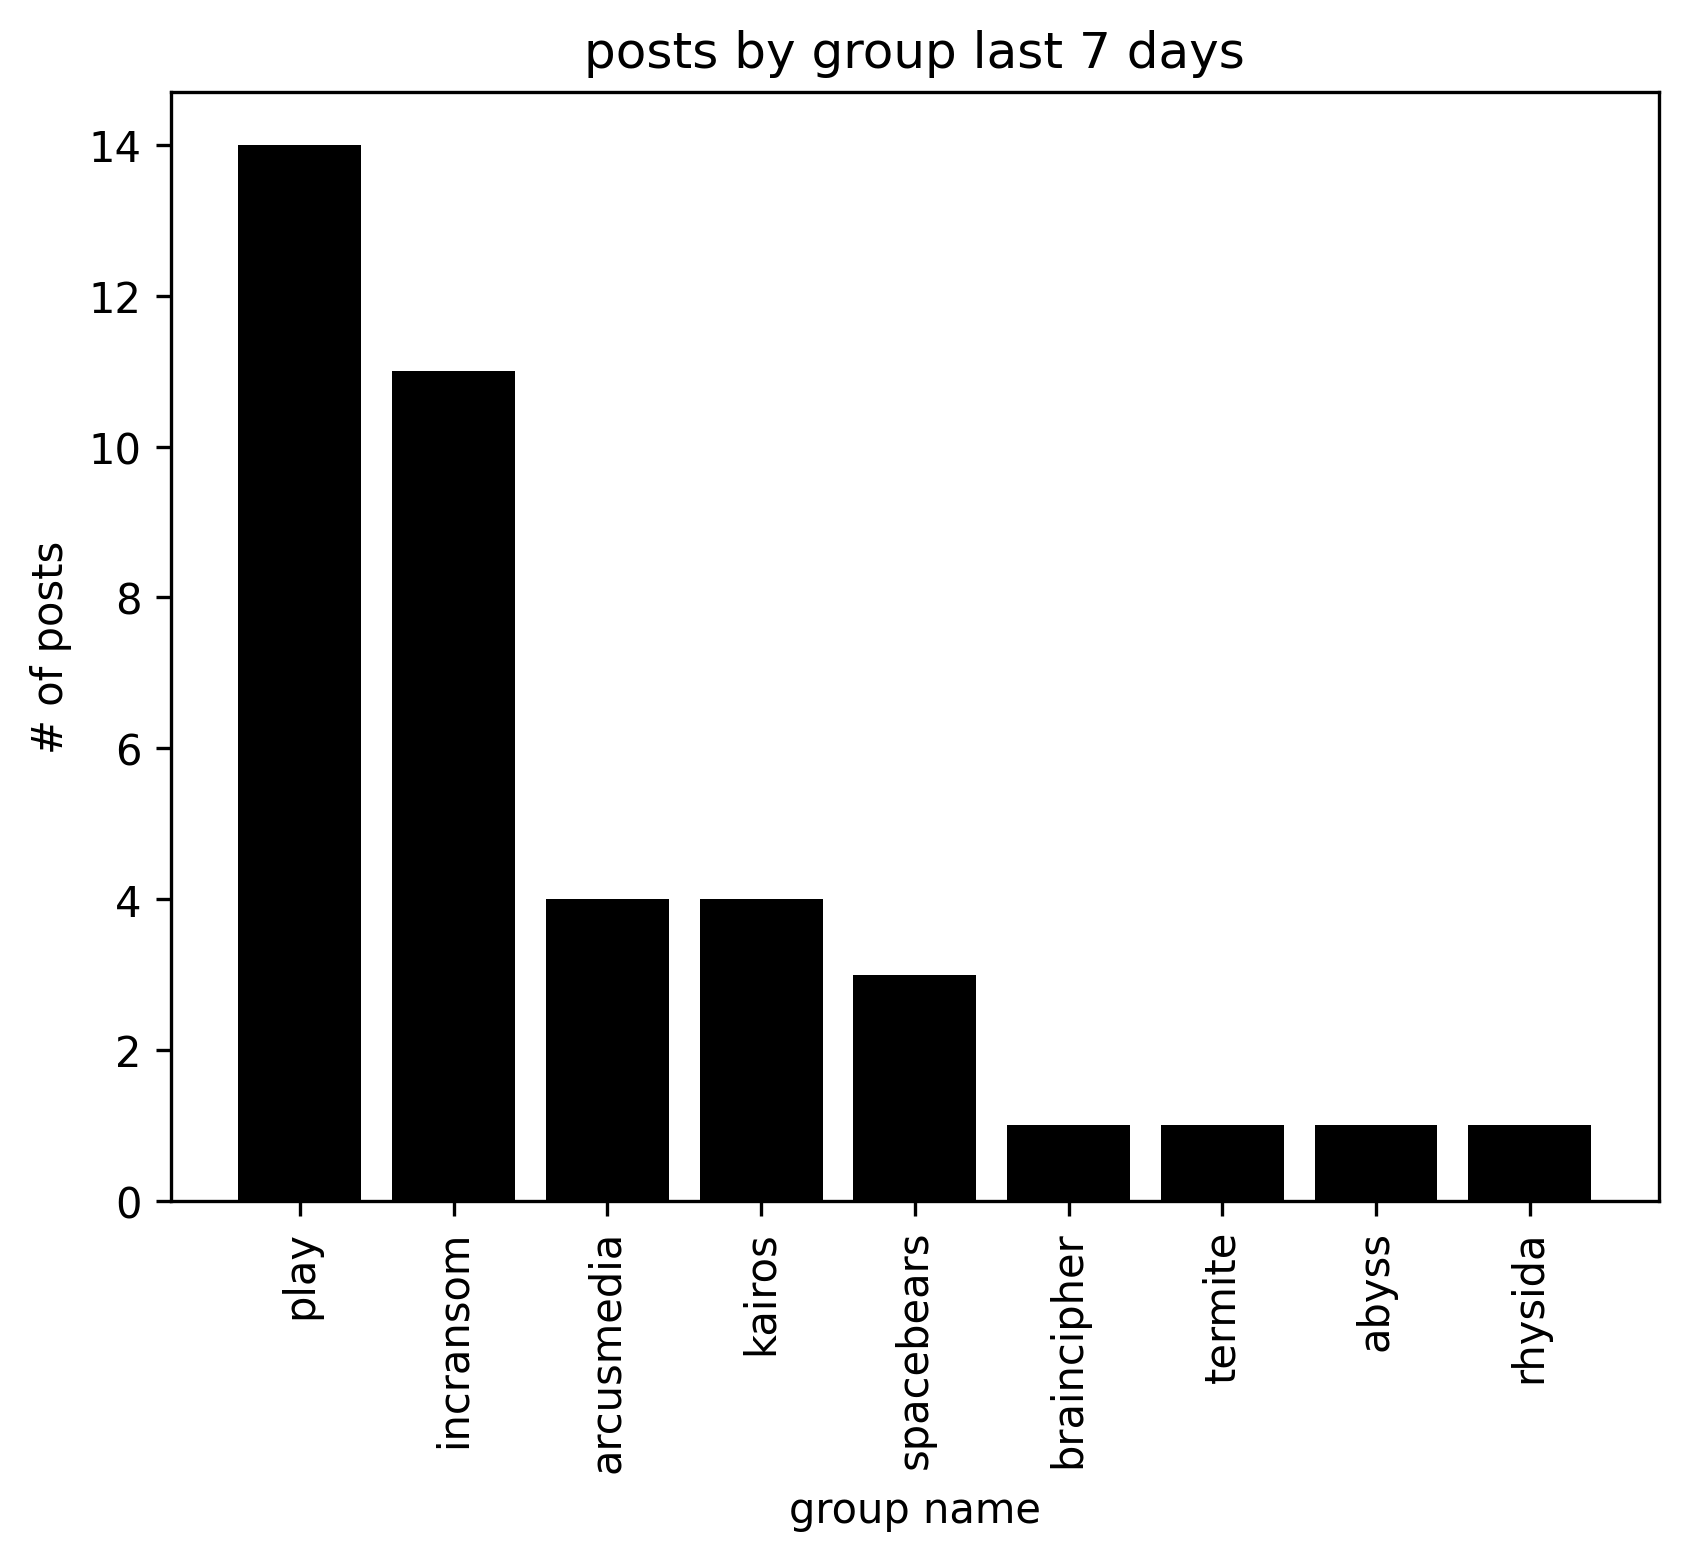 posts by group last 7 days
# of posts
14
12
10
8
6
4
2
0
play
incransom
arcusmedia
kairos
spacebears
braincipher
termite
abyss
rhysida
group name